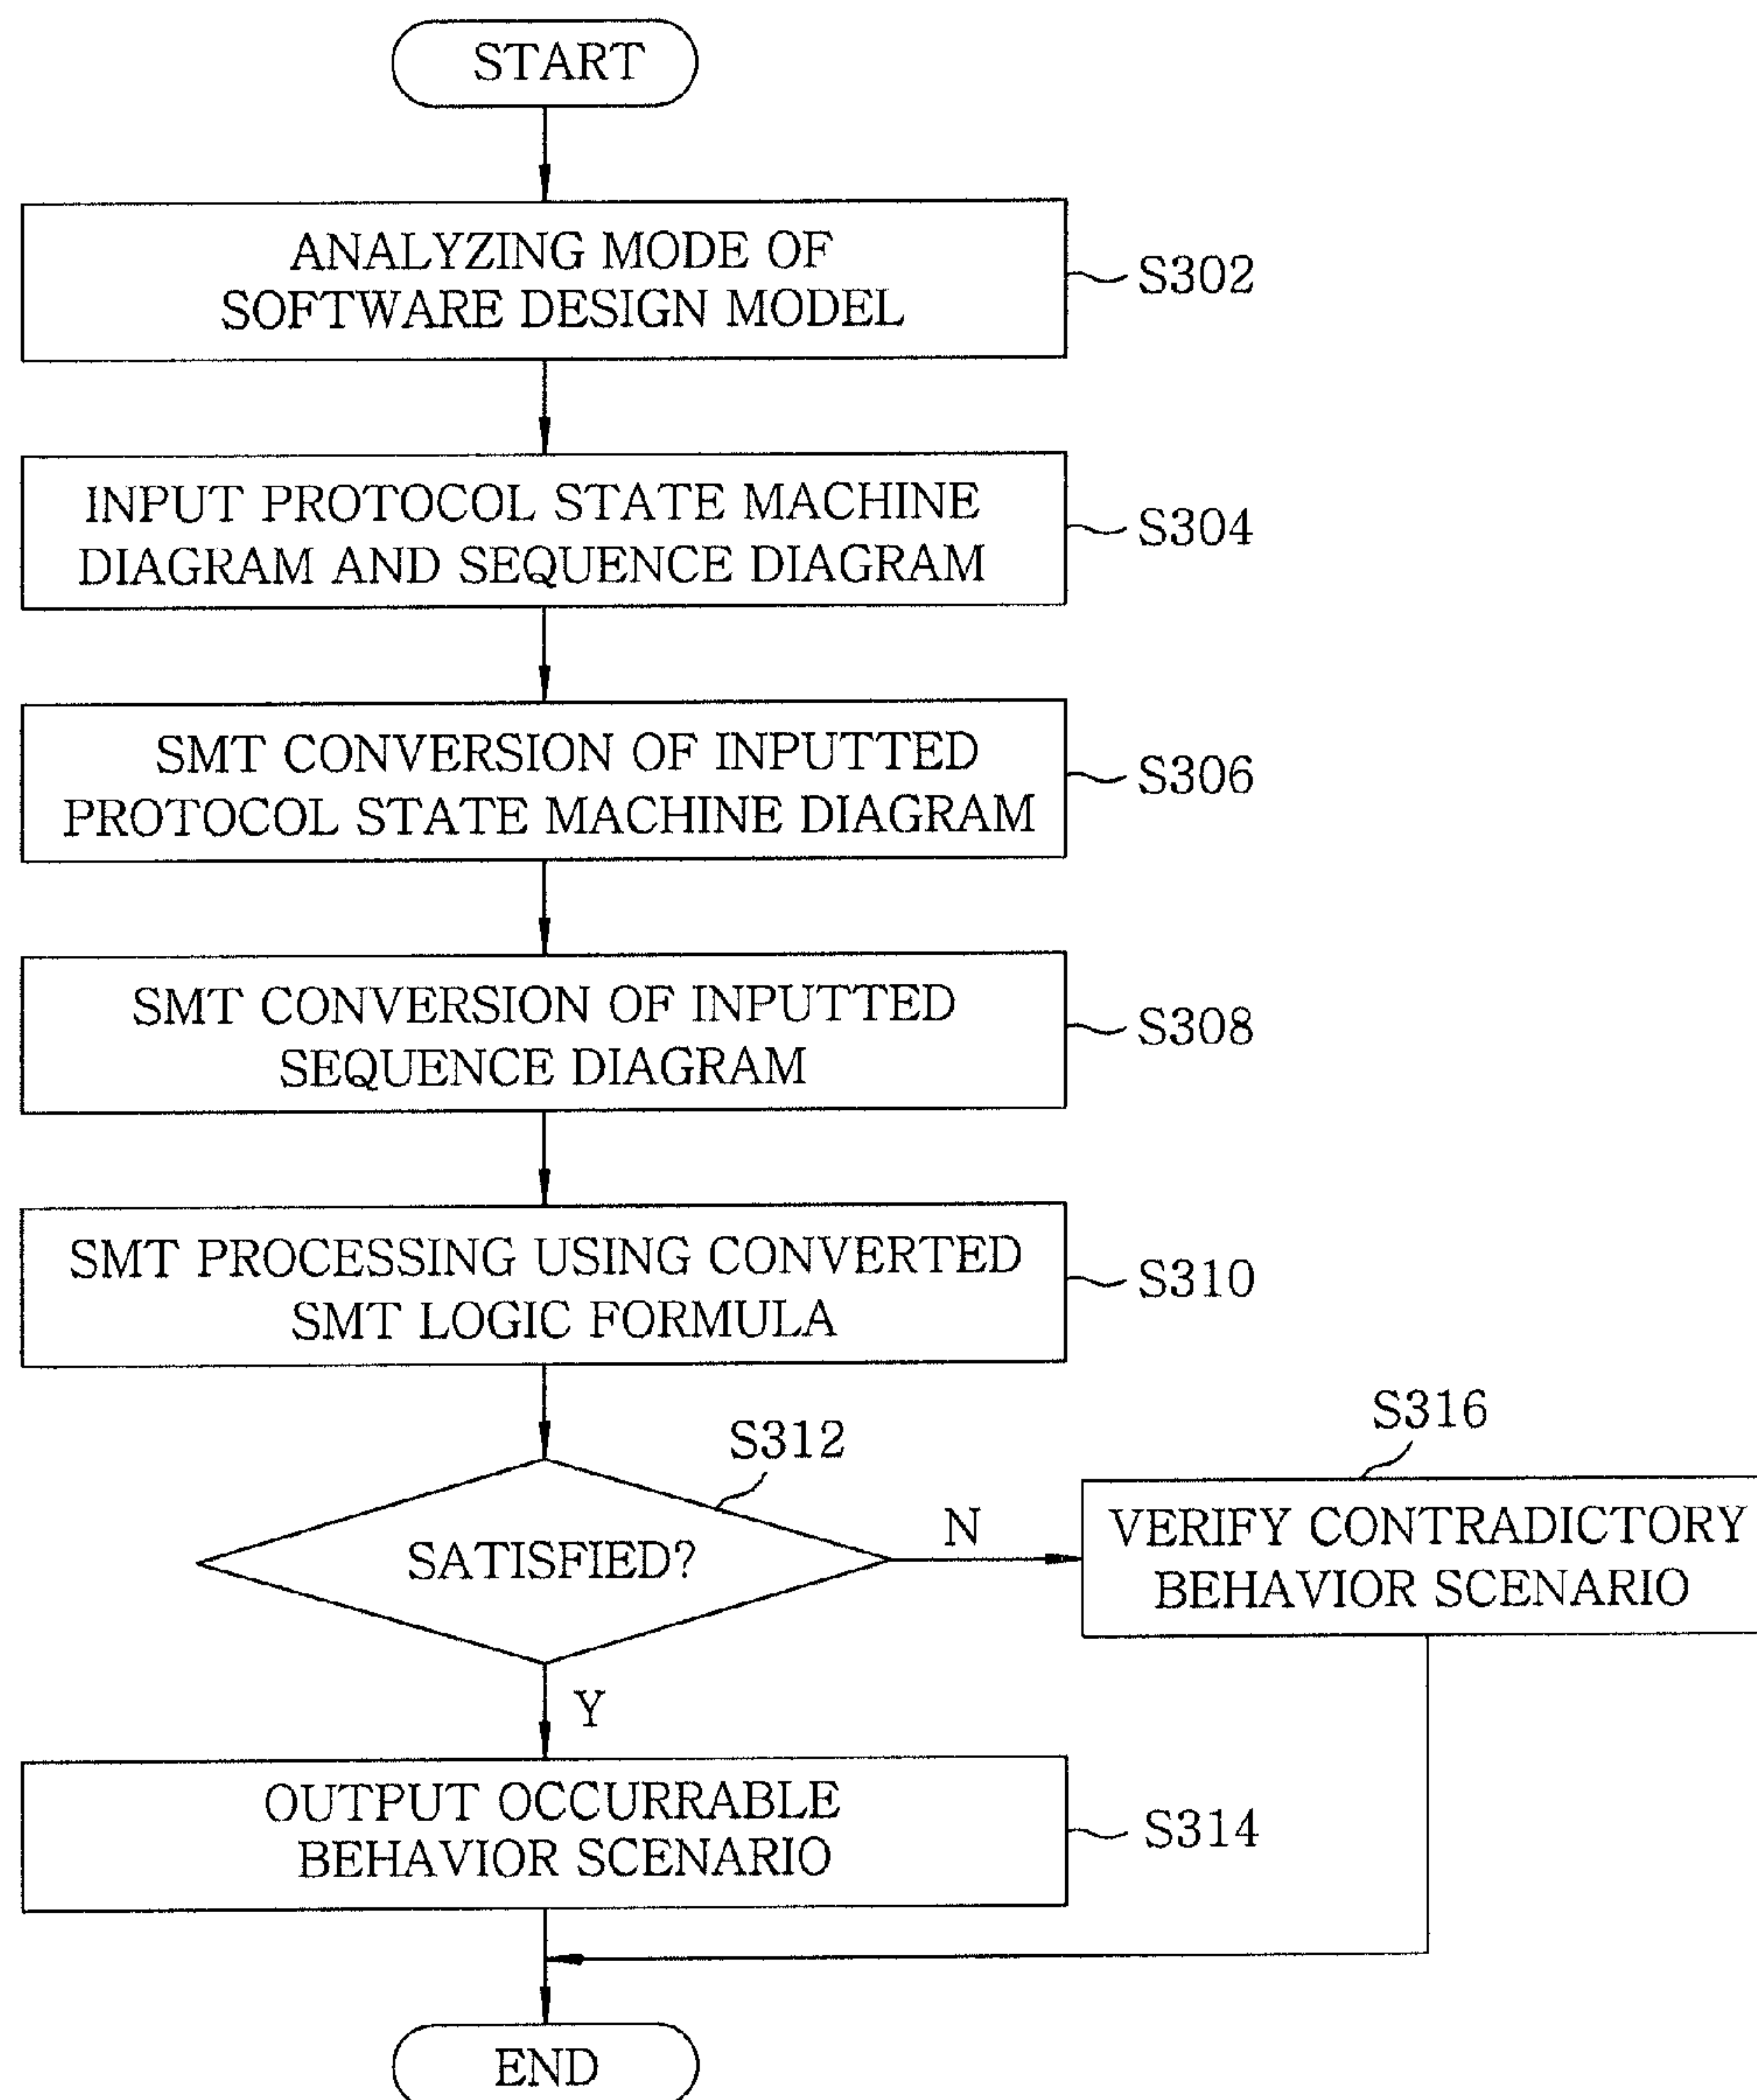 START
ANALYZING MODE OF
SOFTWARE DESIGN MODEL
S302
INPUT PROTOCOL STATE MACHINE
DIAGRAM AND SEQUENCE DIAGRAM
S304
SMT CONVERSION OF INPUTTED
PROTOCOL STATE MACHINE DIAGRAM
S306
SMT CONVERSION OF INPUTTED
SEQUENCE DIAGRAM
S308
SMT PROCESSING USING CONVERTED
SMT LOGIC FORMULA
S310
S312
SATISFIED?
N
S316
VERIFY CONTRADICTORY
BEHAVIOR SCENARIO
Y
OUTPUT OCCURRABLE
BEHAVIOR SCENARIO
S314
END